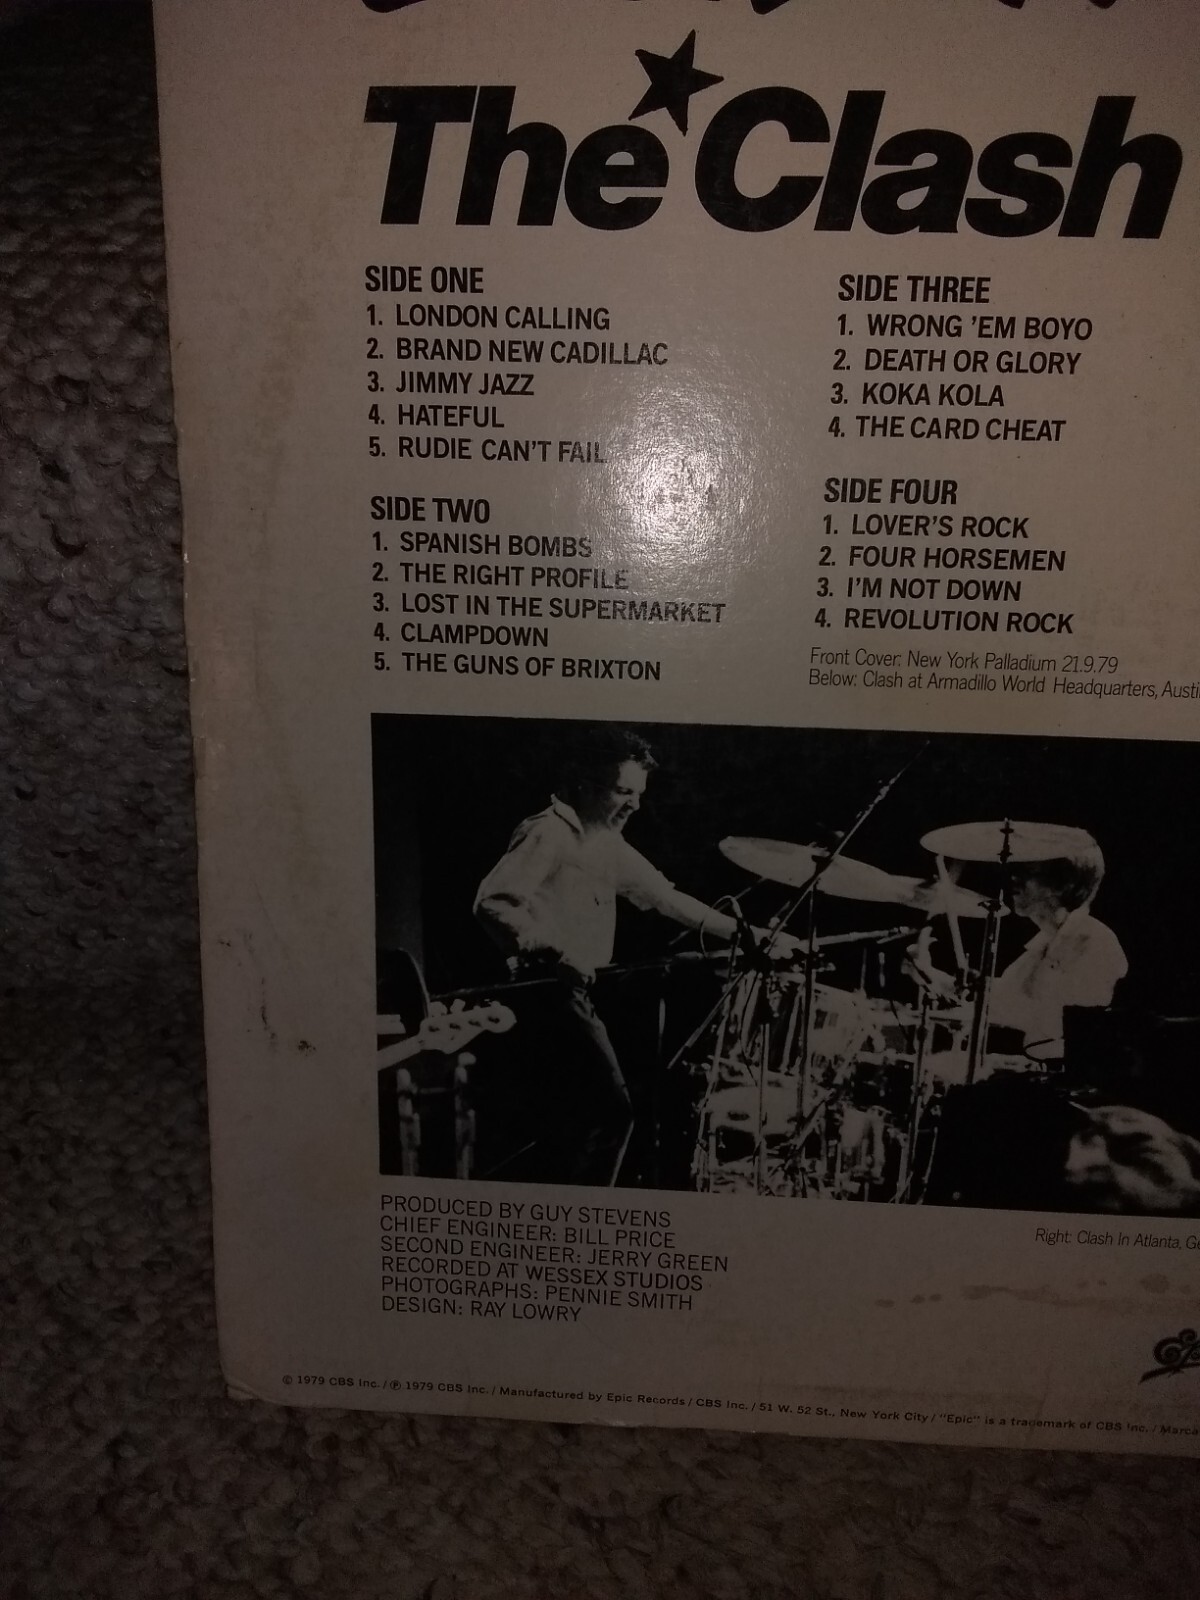 The Clash
SIDE ONE
1. LONDON CALLING
2. BRAND NEW CADILLAC
3. JIMMY JAZZ
4. HATEFUL
5. RUDIE CAN'T FAIL
SIDE TWO
1. SPANISH BOMBS
2. THE RIGHT PROFILE
3. LOST IN THE SUPERMARKET
4. CLAMPDOWN
5. THE GUNS OF BRIXTON
SIDE THREE
1. WRONG 'EM BOYO
2. DEATH OR GLORY
3. KOKA KOLA
4. THE CARD CHEAT
SIDE FOUR
1. LOVER'S ROCK
2. FOUR HORSEMEN
3. I'M NOT DOWN
4. REVOLUTION ROCK
Front Cover: New York Palladium 21.9.79
Below: Clash at Armadillo World Headquarters, Austi
PRODUCED BY GUY STEVENS
CHIEF ENGINEER: BILL PRICE
SECOND ENGINEER: JERRY GREEN
RECORDED AT WESSEX STUDIOS
PHOTOGRAPHS: PENNIE SMITH
DESIGN: RAY LOWRY
Right: Clash In Atlanta, Ge
© 1979 CBS Inc. / ℗ 1979 CBS Inc. / Manufactured by Epic Records / CBS Inc. / 51 W. 52 St., New York City / "Epic" is a trademark of CBS Inc. / Marca